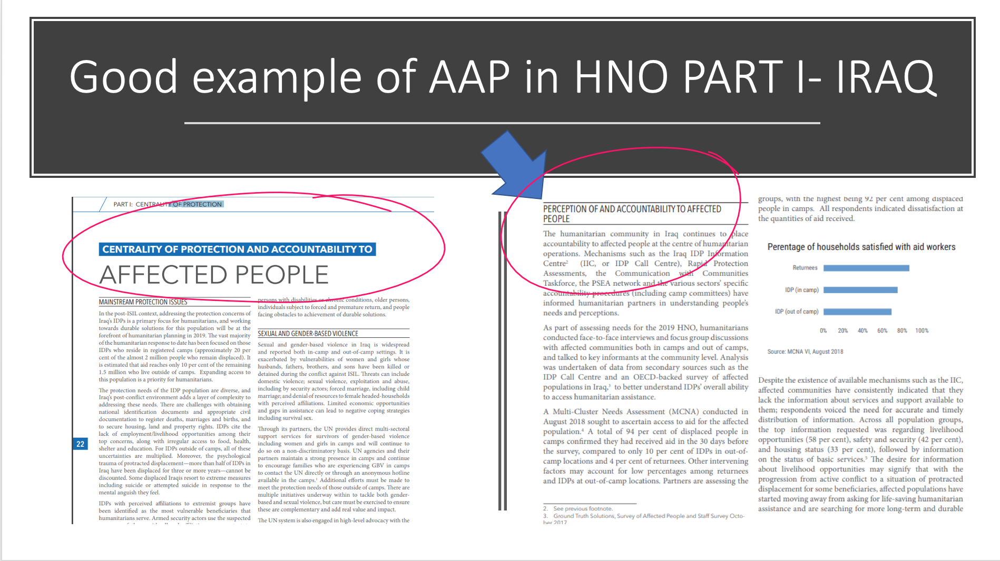 Good example of AAP in HNO PART I- IRAQ
PART I: CENTRALITY OF PROTECTION
CENTRALITY OF PROTECTION AND ACCOUNTABILITY TO
AFFECTED PEOPLE
MAINSTREAM PROTECTION ISSUES
In the post-ISIL context, addressing the protection concerns of
Iraq's IDPs is a primary focus for humanitarians, and working
towards durable solutions for this population will be at the
forefront of humanitarian planning in 2019. The vast majority
of the humanitarian response to date has been focused on those
IDPs who reside in registered camps (approximately 20 per
cent of the almost 2 million people who remain displaced). It
is estimated that aid reaches only 10 per cent of the remaining
1.5 million who live outside of camps. Expanding access to
this population is a priority for humanitarians.
The protection needs of the IDP population are diverse, and
Iraq's post-conflict environment adds a layer of complexity to
addressing these needs. There are challenges with obtaining
national identification documents and appropriate civil
documentation to register deaths, marriages and births, and
to secure housing, land and property rights. IDPs cite the
lack of employment/livelihood opportunities among their
top concerns, along with irregular access to food, health,
shelter and education. For IDPs outside of camps, all of these
uncertainties are multiplied. Moreover, the psychological
trauma of protracted displacement—more than half of IDPs in
Iraq have been displaced for three or more years—cannot be
discounted. Some displaced Iraqis resort to extreme measures
including suicide or attempted suicide in response to the
mental anguish they feel.
IDPs with perceived affiliations to extremist groups have
been identified as the most vulnerable beneficiaries that
humanitarians serve. Armed security actors use the suspected
22
persons with disabilities or chronic conditions, older persons,
individuals subject to forced and premature return, and people
facing obstacles to achievement of durable solutions.
SEXUAL AND GENDER-BASED VIOLENCE
Sexual and gender-based violence in Iraq is widespread
and reported both in-camp and out-of-camp settings. It is
exacerbated by vulnerabilities of women and girls whose
husbands, fathers, brothers, and sons have been killed or
detained during the conflict against ISIL. Threats can include
domestic violence; sexual violence, exploitation and abuse,
including by security actors; forced marriage, including child
marriage; and denial of resources to female headed-households
with perceived affiliations. Limited economic opportunities
and gaps in assistance can lead to negative coping strategies
including survival sex.
Through its partners, the UN provides direct multi-sectoral
support services for survivors of gender-based violence
including women and girls in camps and will continue to
do so on a non-discriminatory basis. UN agencies and their
partners maintain a strong presence in camps and continue
to encourage families who are experiencing GBV in camps
to contact the UN directly or through an anonymous hotline
available in the camps.¹ Additional efforts must be made to
meet the protection needs of those outside of camps. There are
multiple initiatives underway within to tackle both gender-
based and sexual violence, but care must be exercised to ensure
these are complementary and add real value and impact.
The UN system is also engaged in high-level advocacy with the
PERCEPTION OF AND ACCOUNTABILITY TO AFFECTED
PEOPLE
The humanitarian community in Iraq continues to place
accountability to affected people at the centre of humanitarian
operations. Mechanisms such as the Iraq IDP Information
Centre² (IIC, or IDP Call Centre), Rapid Protection
Assessments, the Communication with Communities
Taskforce, the PSEA network and the various sectors' specific
accountability procedures (including camp committees) have
informed humanitarian partners in understanding people's
needs and perceptions.
As part of assessing needs for the 2019 HNO, humanitarians
conducted face-to-face interviews and focus group discussions
with affected communities both in camps and out of camps,
and talked to key informants at the community level. Analysis
was undertaken of data from secondary sources such as the
IDP Call Centre and an OECD-backed survey of affected
populations in Iraq,³ to better understand IDPs' overall ability
to access humanitarian assistance.
A Multi-Cluster Needs Assessment (MCNA) conducted in
August 2018 sought to ascertain access to aid for the affected
population.⁴ A total of 94 per cent of displaced people in
camps confirmed they had received aid in the 30 days before
the survey, compared to only 10 per cent of IDPs in out-of-
camp locations and 4 per cent of returnees. Other intervening
factors may account for low percentages among returnees
and IDPs at out-of-camp locations. Partners are assessing the
2. See previous footnote.
3. Ground Truth Solutions, Survey of Affected People and Staff Survey Octo-
ber 2017
groups, with the highest being 92 per cent among displaced
people in camps. All respondents indicated dissatisfaction at
the quantities of aid received.
Perentage of households satisfied with aid workers
Returnees
IDP (in camp)
IDP (out of camp)
0% 20% 40% 60% 80% 100%
Source: MCNA VI, August 2018
Despite the existence of available mechanisms such as the IIC,
affected communities have consistently indicated that they
lack the information about services and support available to
them; respondents voiced the need for accurate and timely
distribution of information. Across all population groups,
the top information requested was regarding livelihood
opportunities (58 per cent), safety and security (42 per cent),
and housing status (33 per cent), followed by information
on the status of basic services.⁵ The desire for information
about livelihood opportunities may signify that with the
progression from active conflict to a situation of protracted
displacement for some beneficiaries, affected populations have
started moving away from asking for life-saving humanitarian
assistance and are searching for more long-term and durable